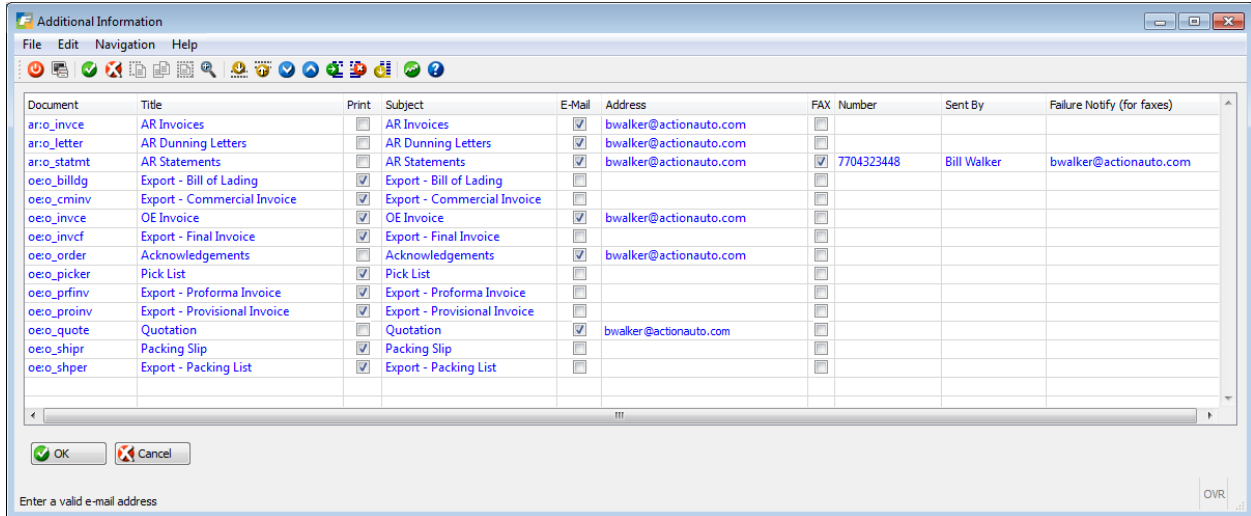 Additional Information
File Edit Navigation Help
Document Title Print Subject E-Mail Address FAX Number Sent By Failure Notify (for faxes)
ar:o_invce AR Invoices AR Invoices bwalker@actionauto.com
ar:o_letter AR Dunning Letters AR Dunning Letters bwalker@actionauto.com
ar:o_statmt AR Statements AR Statements bwalker@actionauto.com 7704323448 Bill Walker bwalker@actionauto.com
oe:o_billdg Export - Bill of Lading Export - Bill of Lading
oe:o_cminv Export - Commercial Invoice Export - Commercial Invoice
oe:o_invce OE Invoice OE Invoice bwalker@actionauto.com
oe:o_invcf Export - Final Invoice Export - Final Invoice
oe:o_order Acknowledgements Acknowledgements bwalker@actionauto.com
oe:o_picker Pick List Pick List
oe:o_prfinv Export - Proforma Invoice Export - Proforma Invoice
oe:o_proinv Export - Provisional Invoice Export - Provisional Invoice
oe:o_quote Quotation Quotation bwalker@actionauto.com
oe:o_shipr Packing Slip Packing Slip
oe:o_shper Export - Packing List Export - Packing List
OK Cancel
Enter a valid e-mail address OVR